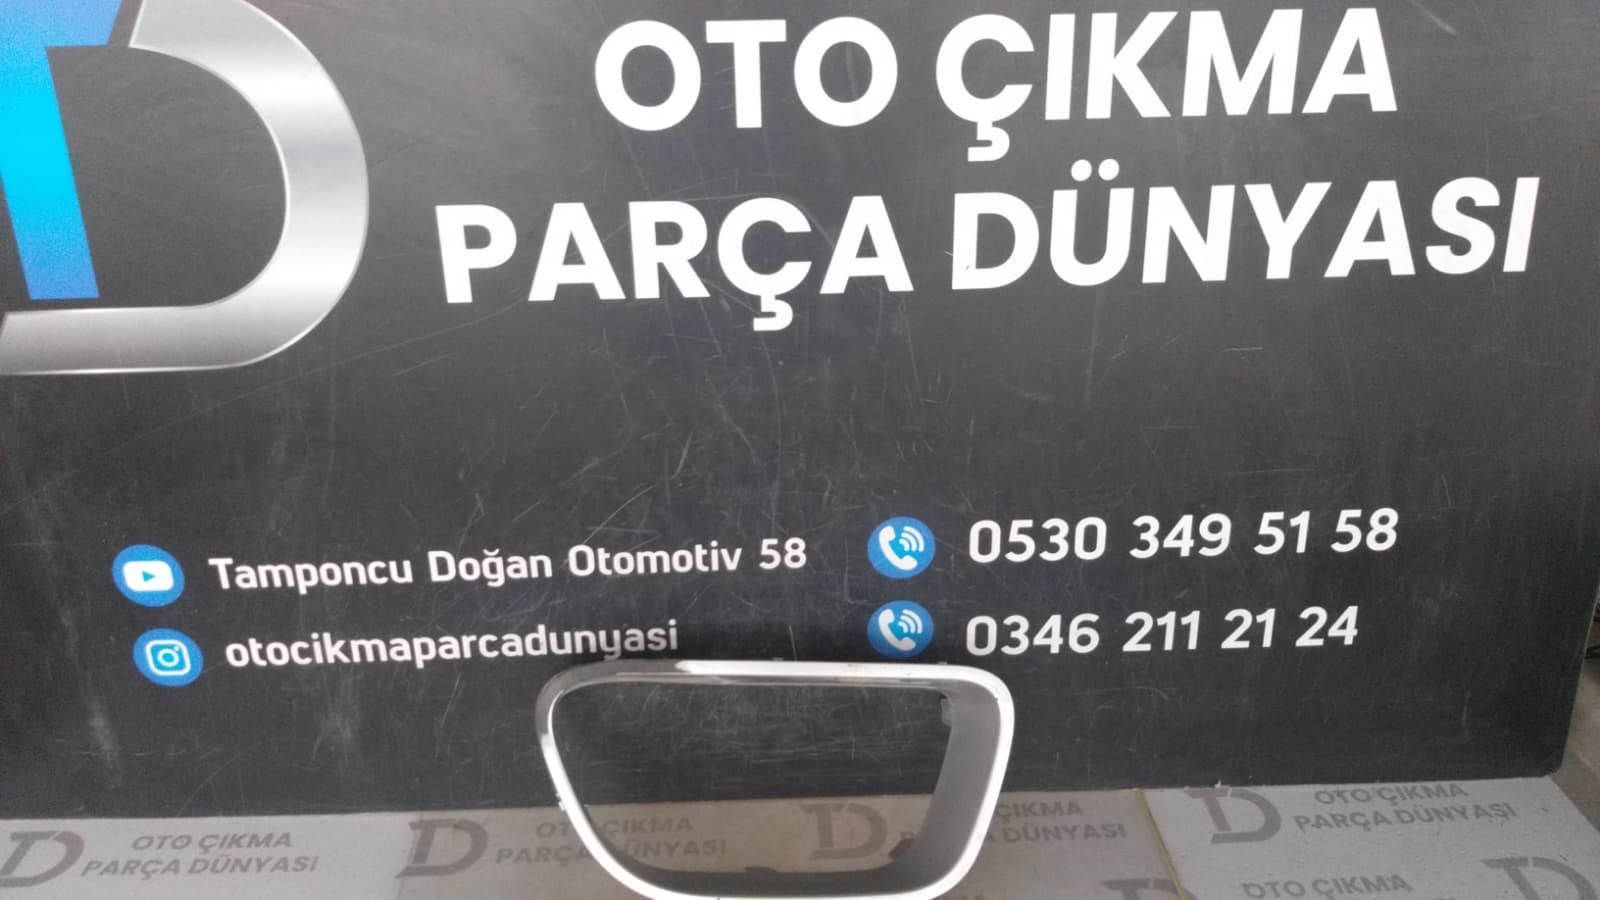 OTO ÇIKMA
PARÇA DÜNYASI
Tamponcu Doğan Otomotiv 58
otocikmaparcadunyasi
0530 349 51 58
0346 211 21 24
OTO ÇIKMA
PARÇA DÜNYASI
OTO ÇIKMA
PARÇA DÜNYASI
ÇIKMA
PARÇA DÜNYASI
OTO ÇIKMA
PARÇA DÜNYASI
OTO ÇIKMA